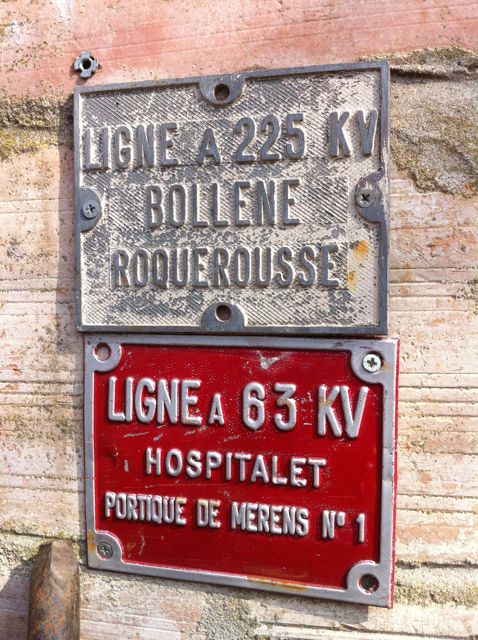 LIGNE A 225 KV
BOLLENE
ROQUEROUSSE
LIGNE A 63 KV
HOSPITALET
PORTIQUE DE MERENS N° 1